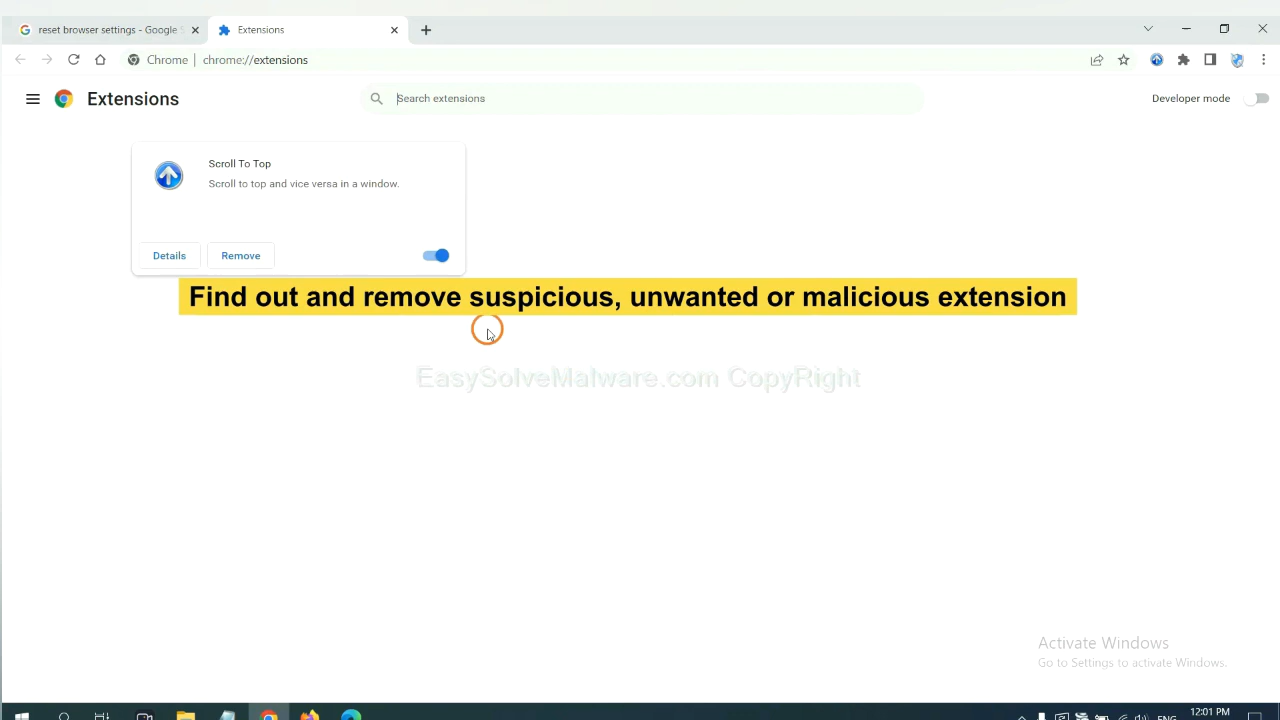 reset browser settings - Google
Extensions
Chrome
chrome://extensions
Extensions
Search extensions
Developer mode
Scroll To Top
Scroll to top and vice versa in a window.
Details
Remove
Find out and remove suspicious, unwanted or malicious extension
EasySolveMalware.com CopyRight
Activate Windows
Go to Settings to activate Windows.
ENG
12:01 PM